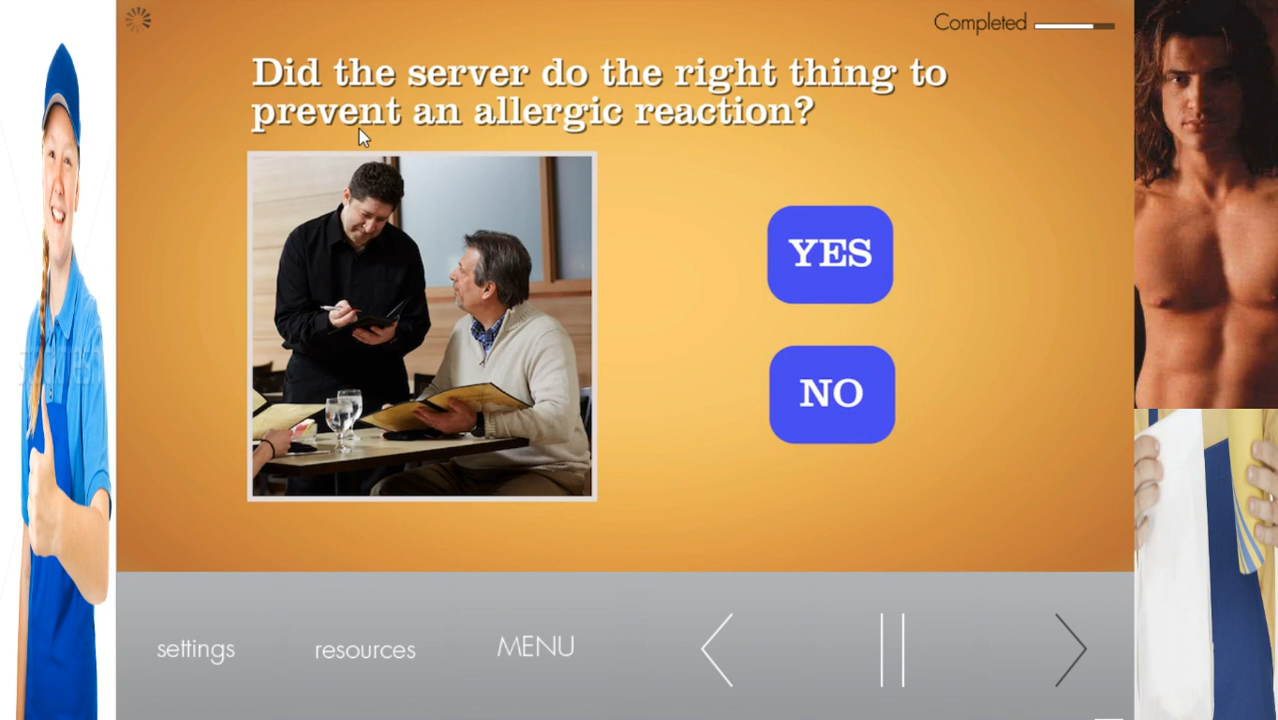 Completed
Did the server do the right thing to
prevent an allergic reaction?
YES
NO
settings
resources
MENU